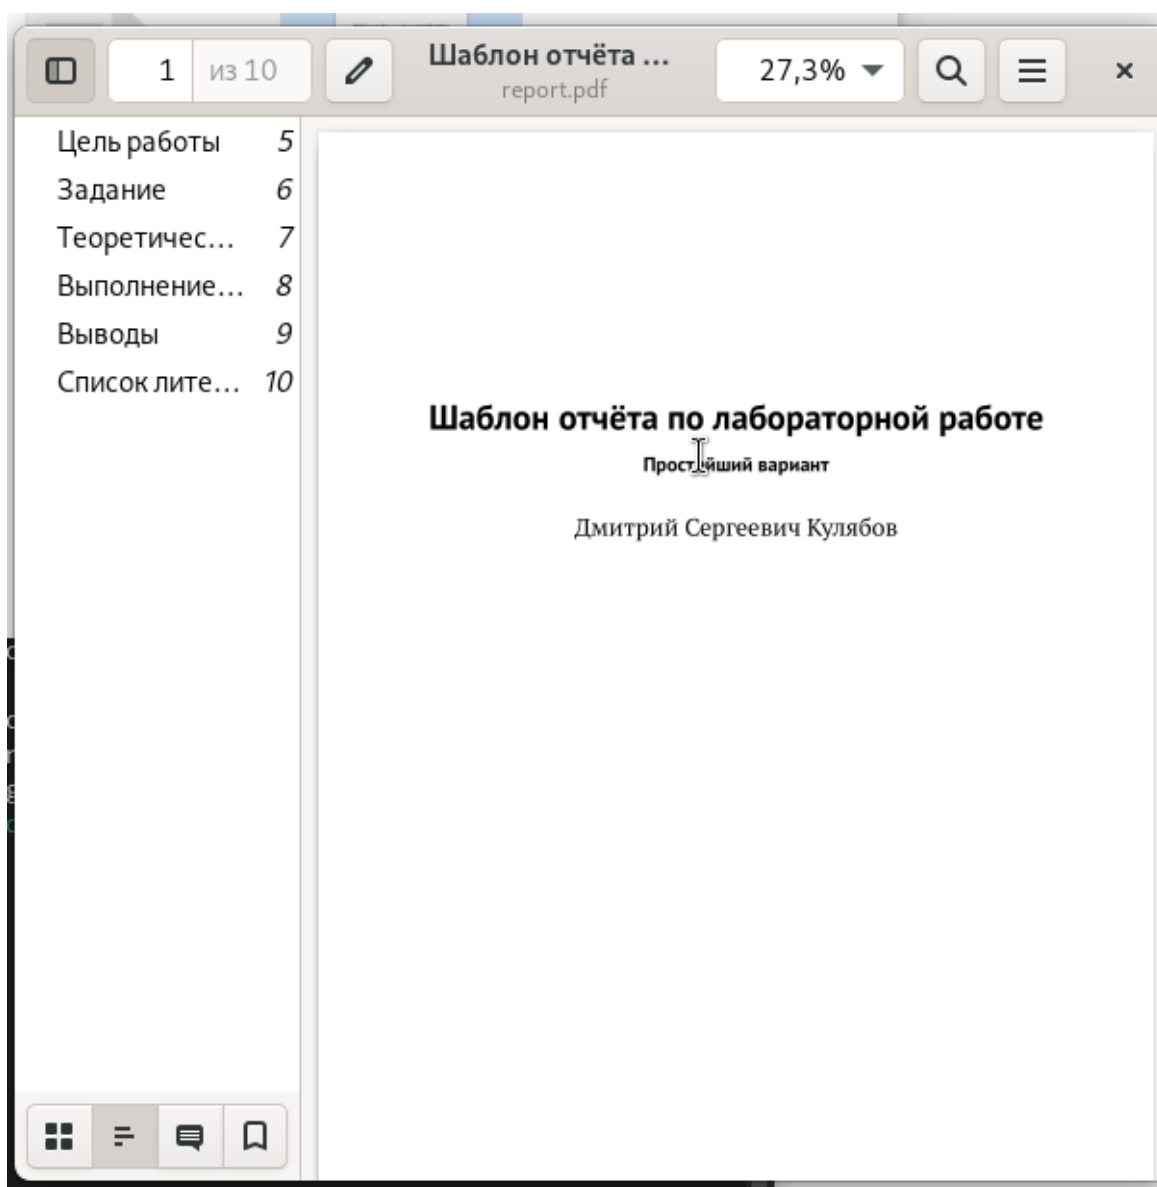 Шаблон отчёта ...
1 из 10
27,3%
report.pdf
Цель работы 5
Задание 6
Теоретичес... 7
Выполнение... 8
Выводы 9
Список лите... 10
Шаблон отчёта по лабораторной работе
Простейший вариант
Дмитрий Сергеевич Кулябов